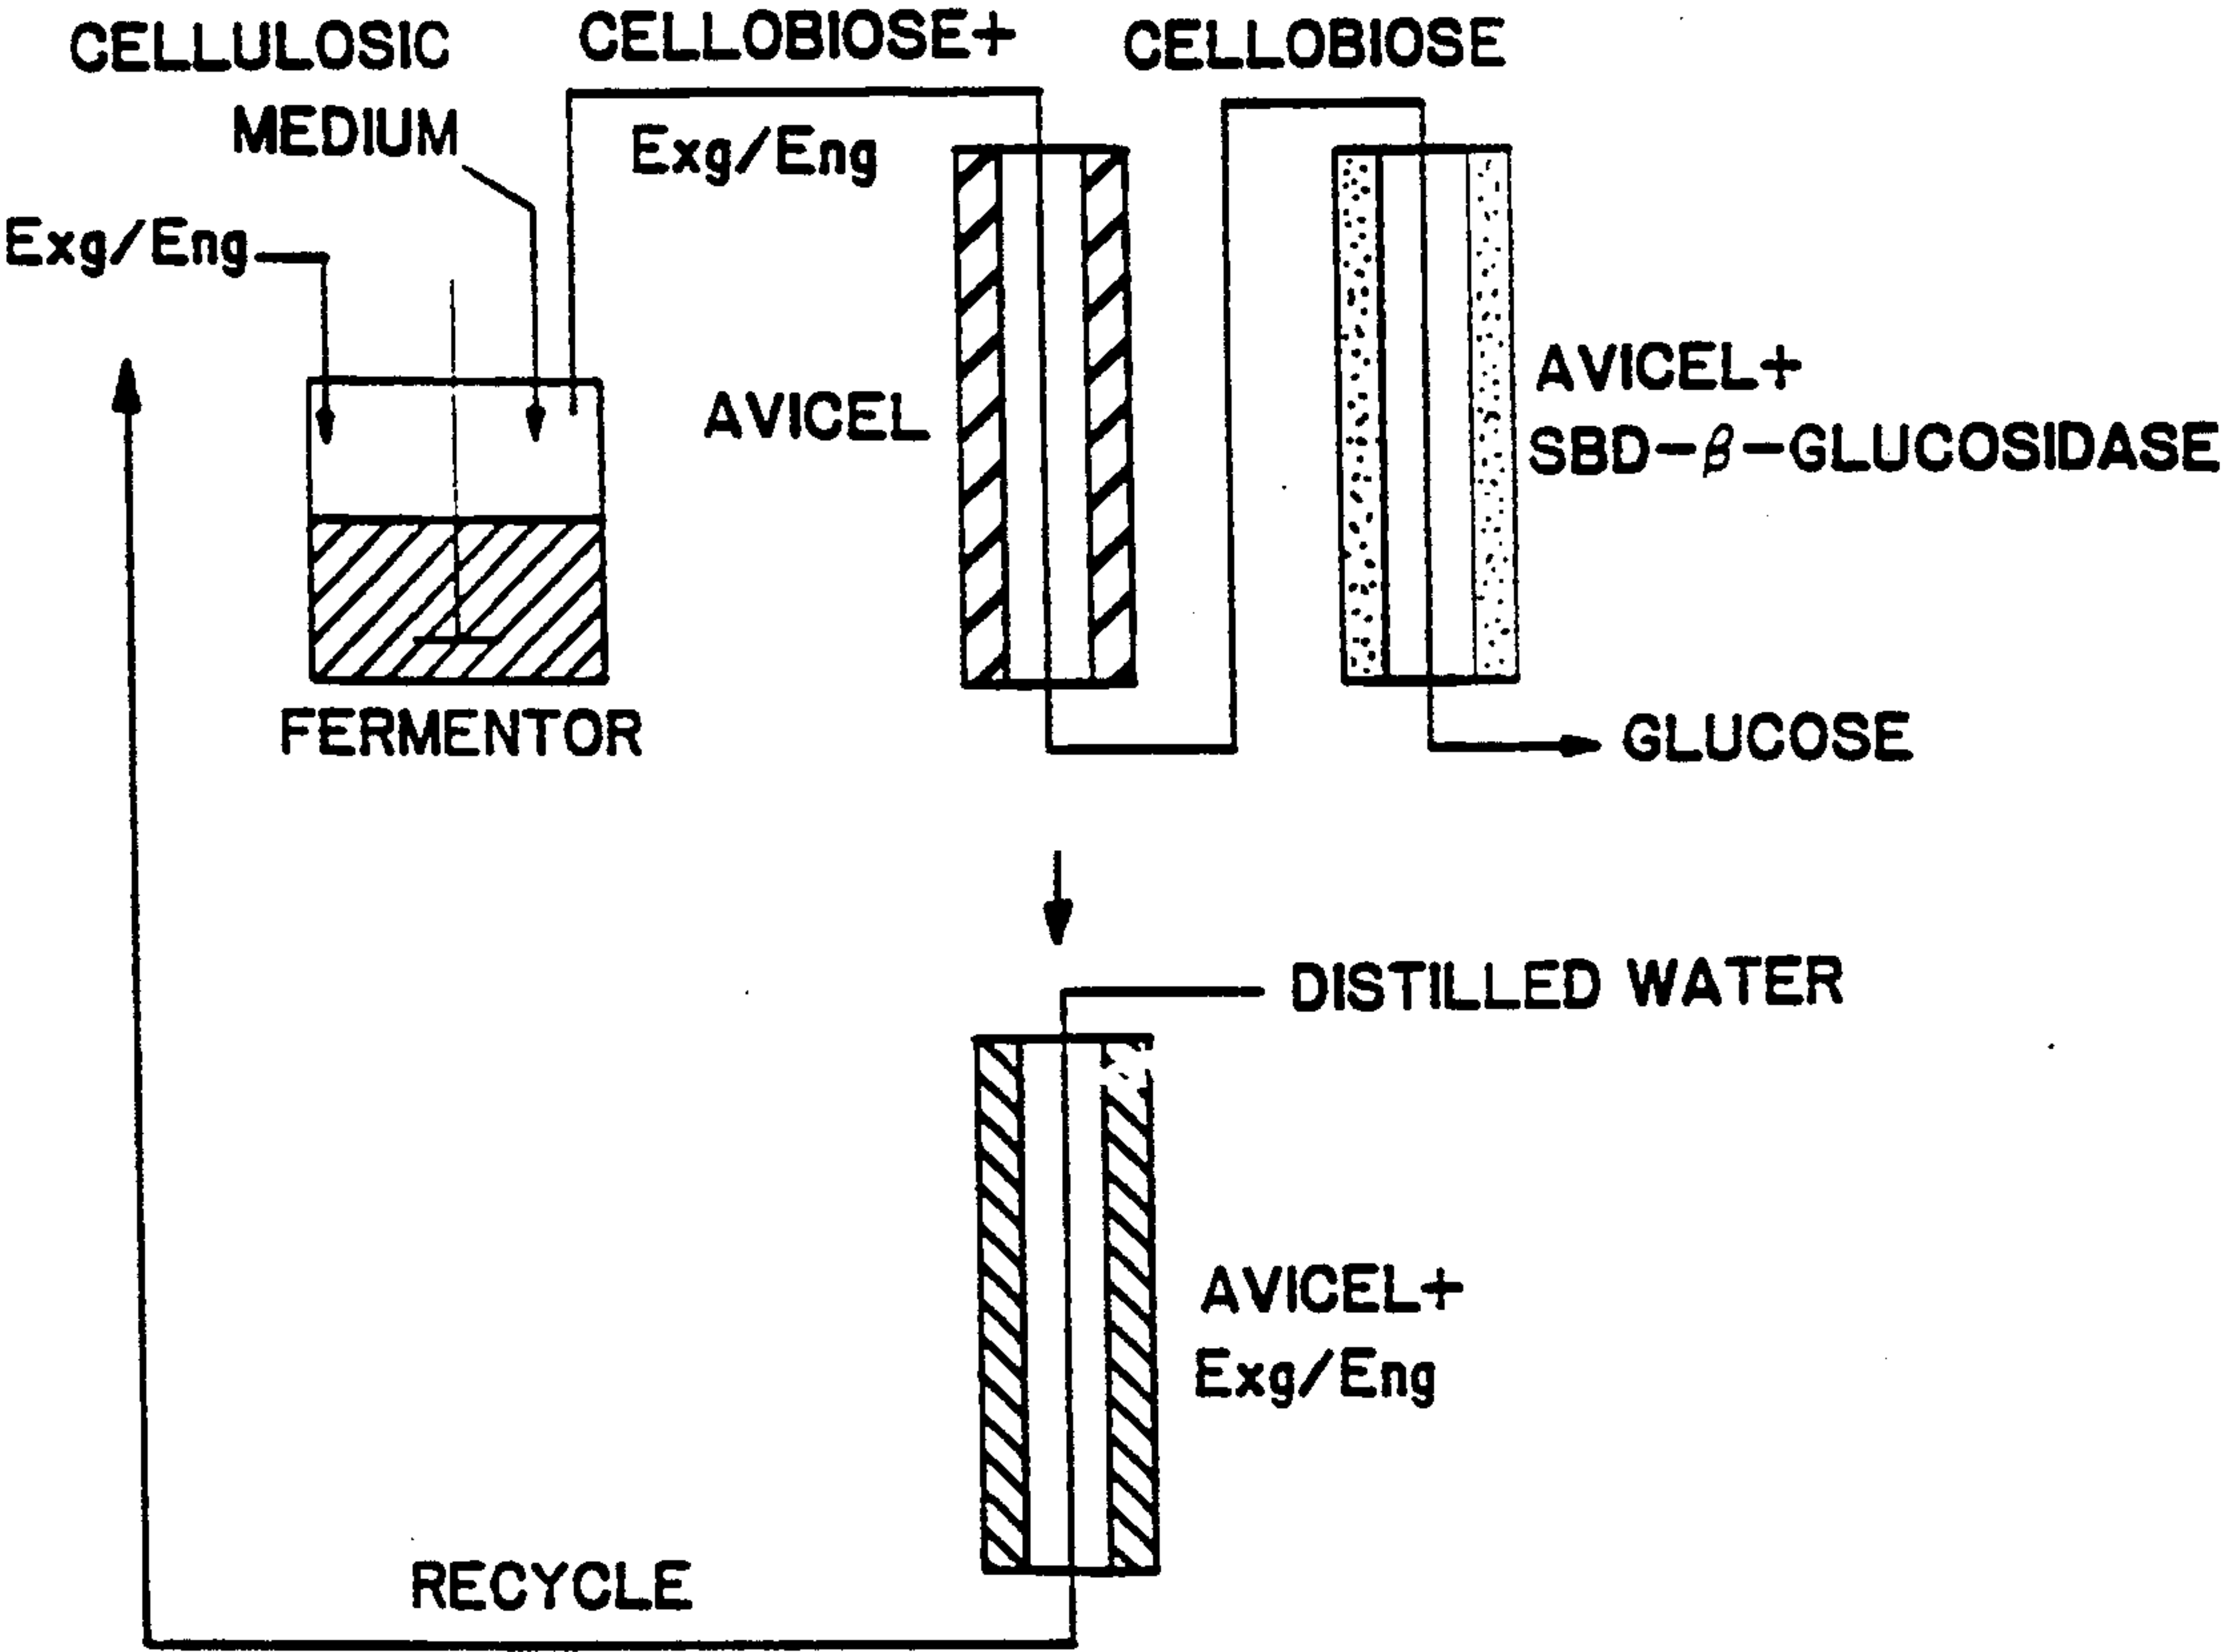 CELLULOSIC
MEDIUM
CELLOBIOSE+
Exg/Eng
CELLOBIOSE
Exg/Eng
AVICEL
AVICEL+
SBD-β-GLUCOSIDASE
FERMENTOR
GLUCOSE
DISTILLED WATER
AVICEL+
Exg/Eng
RECYCLE